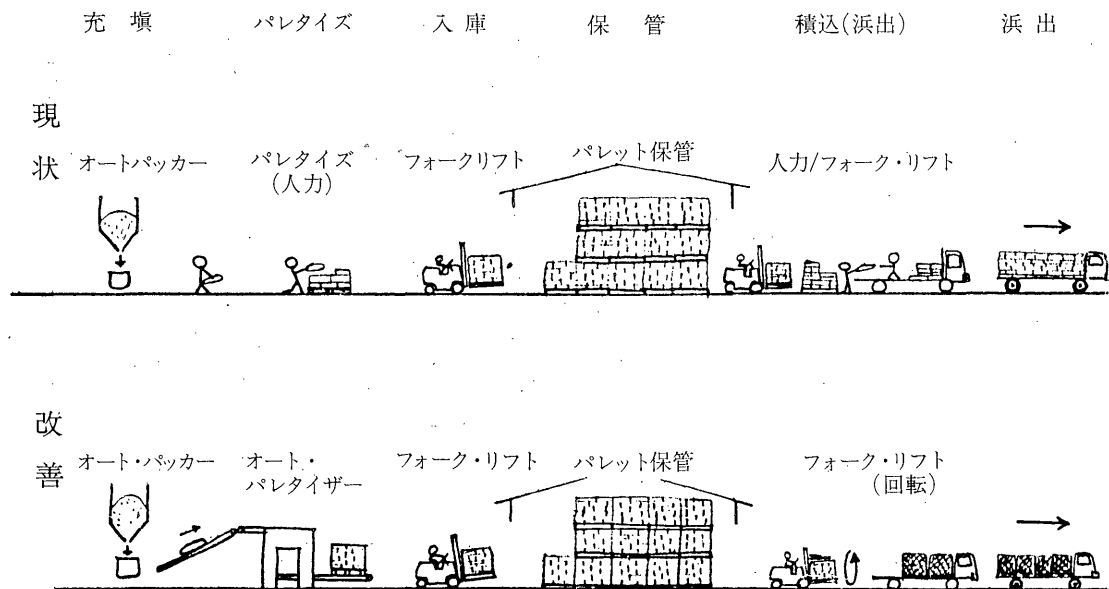 充塡 パレタイズ 入庫 保管 積込(浜出) 浜出
現状
オートパッカー パレタイズ フォークリフト パレット保管 人力/フォーク・リフト
(人力)
改善
オート・パッカー オート・ フォーク・リフト パレット保管 フォーク・リフト
パレタイザー (回転)